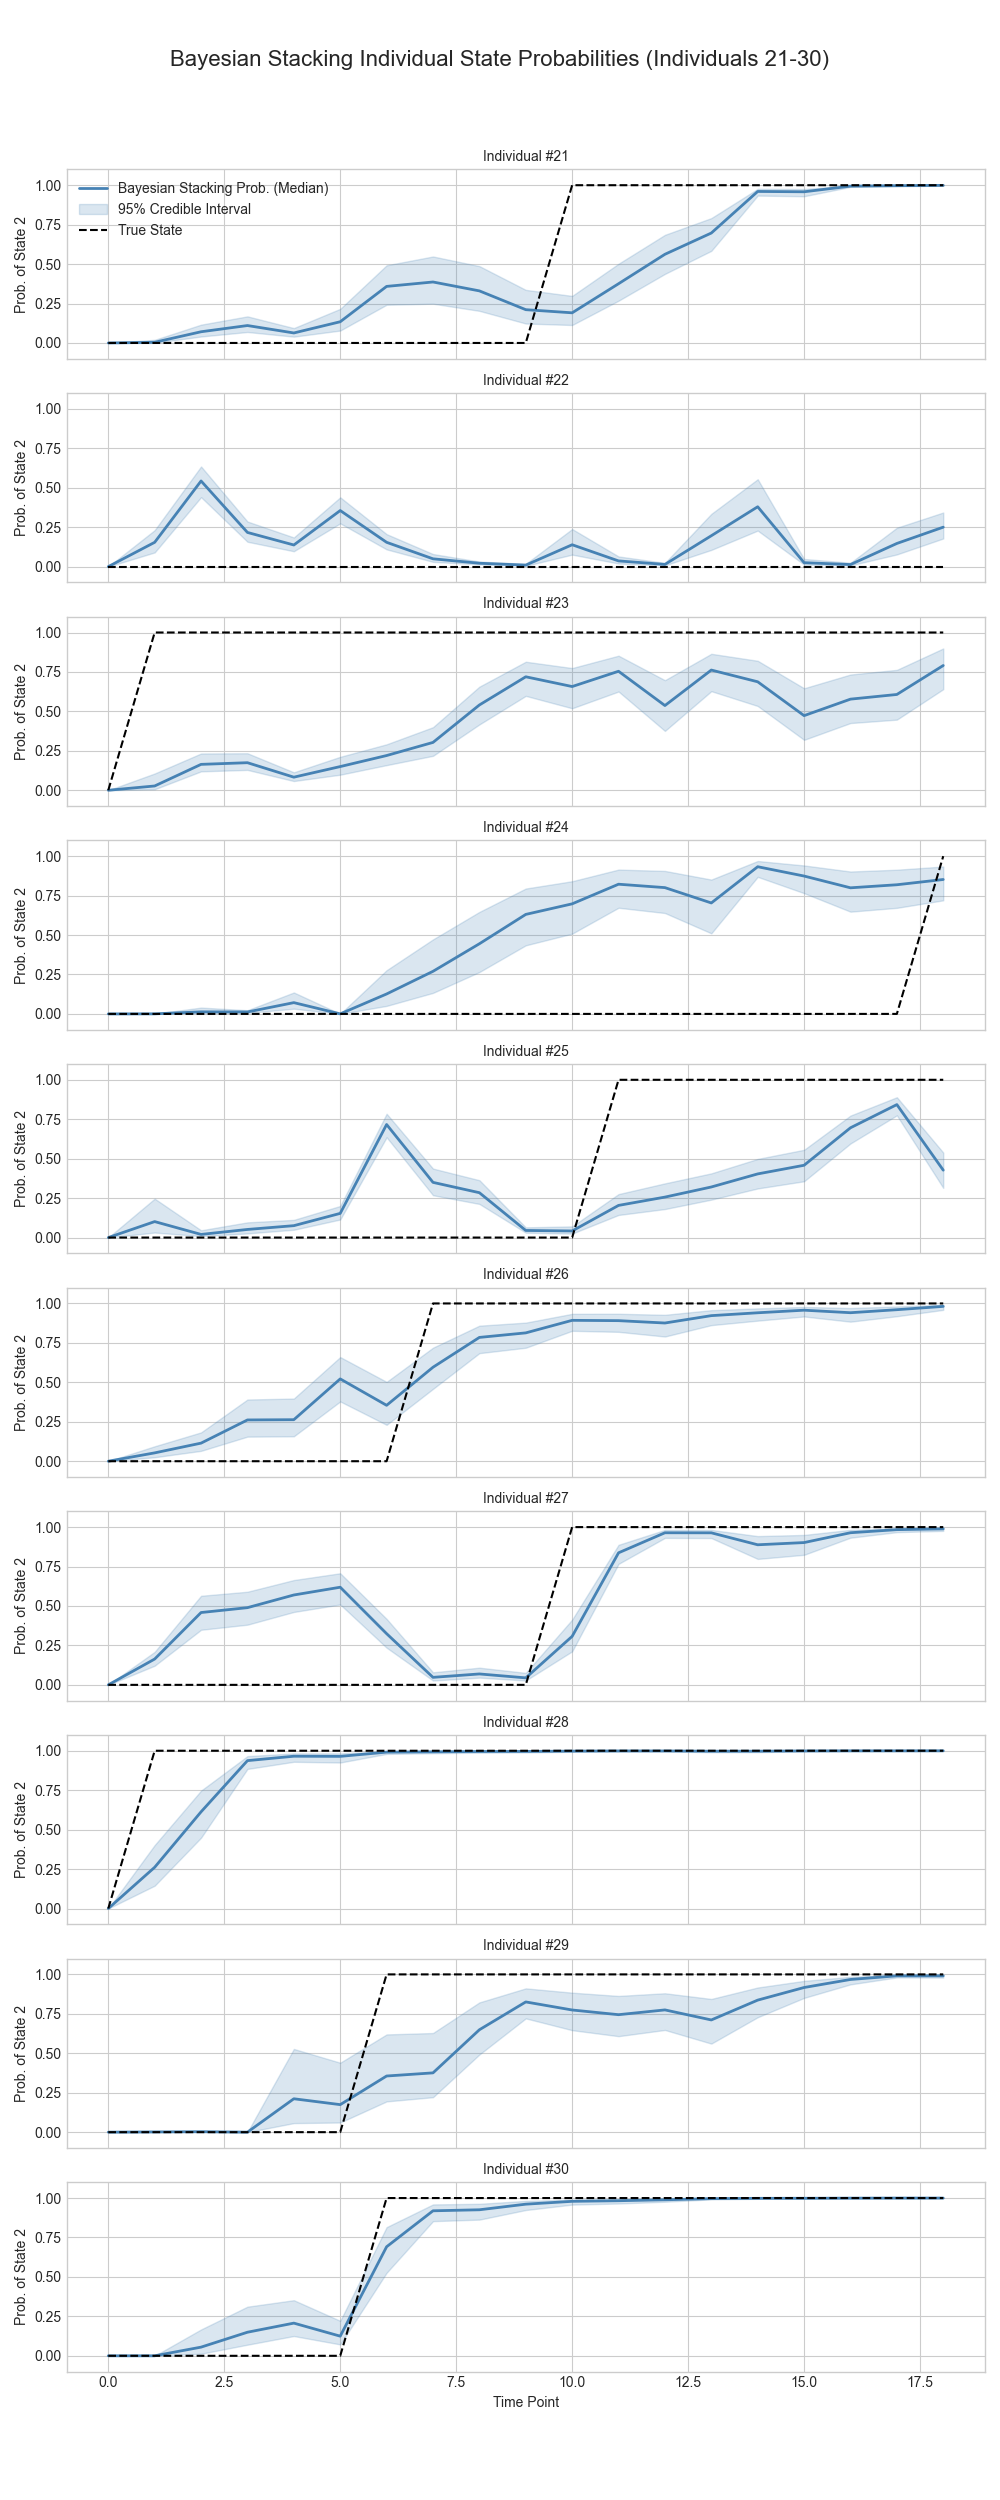 Bayesian Stacking Individual State Probabilities (Individuals 21-30)
Individual #21
Prob. of State 2
1.00
0.75
0.50
0.25
0.00
Bayesian Stacking Prob. (Median)
95% Credible Interval
True State
Individual #22
Prob. of State 2
1.00
0.75
0.50
0.25
0.00
Individual #23
Prob. of State 2
1.00
0.75
0.50
0.25
0.00
Individual #24
Prob. of State 2
1.00
0.75
0.50
0.25
0.00
Individual #25
Prob. of State 2
1.00
0.75
0.50
0.25
0.00
Individual #26
Prob. of State 2
1.00
0.75
0.50
0.25
0.00
Individual #27
Prob. of State 2
1.00
0.75
0.50
0.25
0.00
Individual #28
Prob. of State 2
1.00
0.75
0.50
0.25
0.00
Individual #29
Prob. of State 2
1.00
0.75
0.50
0.25
0.00
Individual #30
Prob. of State 2
1.00
0.75
0.50
0.25
0.00
0.0 2.5 5.0 7.5 10.0 12.5 15.0 17.5
Time Point